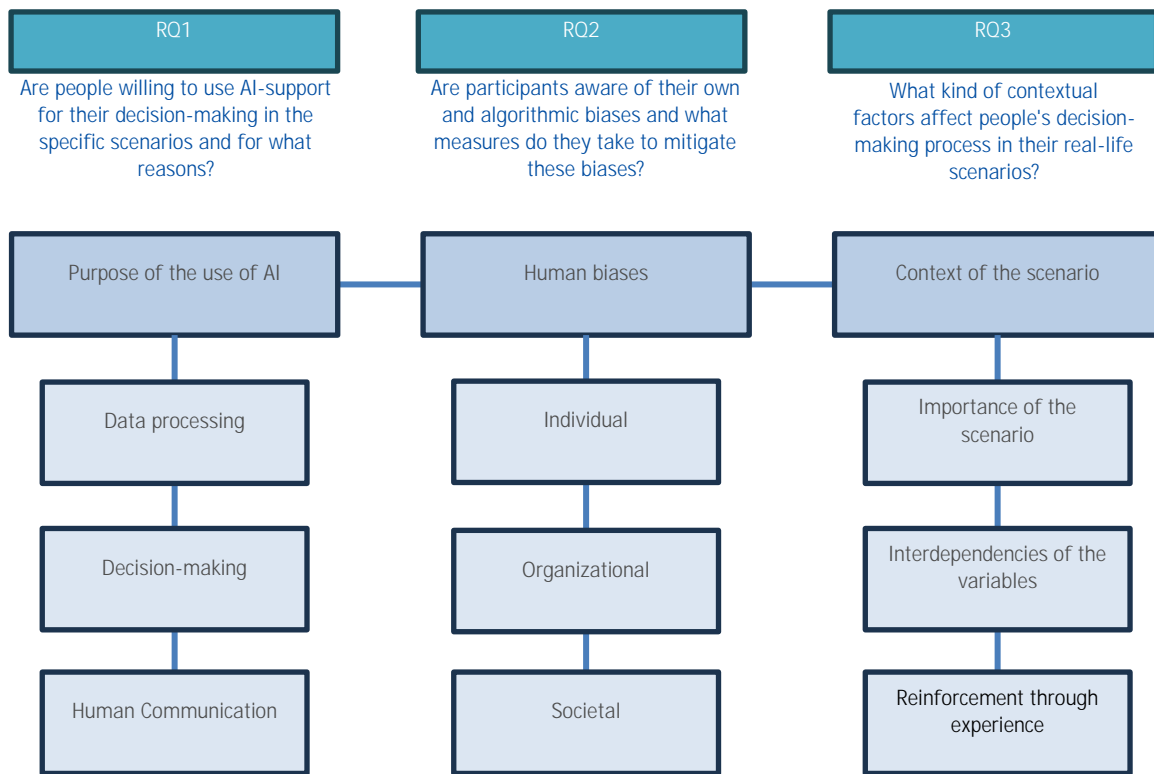 RQ1
Are people willing to use AI-support
for their decision-making in the
specific scenarios and for what
reasons?
RQ2
Are participants aware of their own
and algorithmic biases and what
measures do they take to mitigate
these biases?
RQ3
What kind of contextual
factors affect people's decision-
making process in their real-life
scenarios?
Purpose of the use of AI
Human biases
Context of the scenario
Data processing
Individual
Importance of the
scenario
Decision-making
Organizational
Interdependencies of the
variables
Human Communication
Societal
Reinforcement through
experience